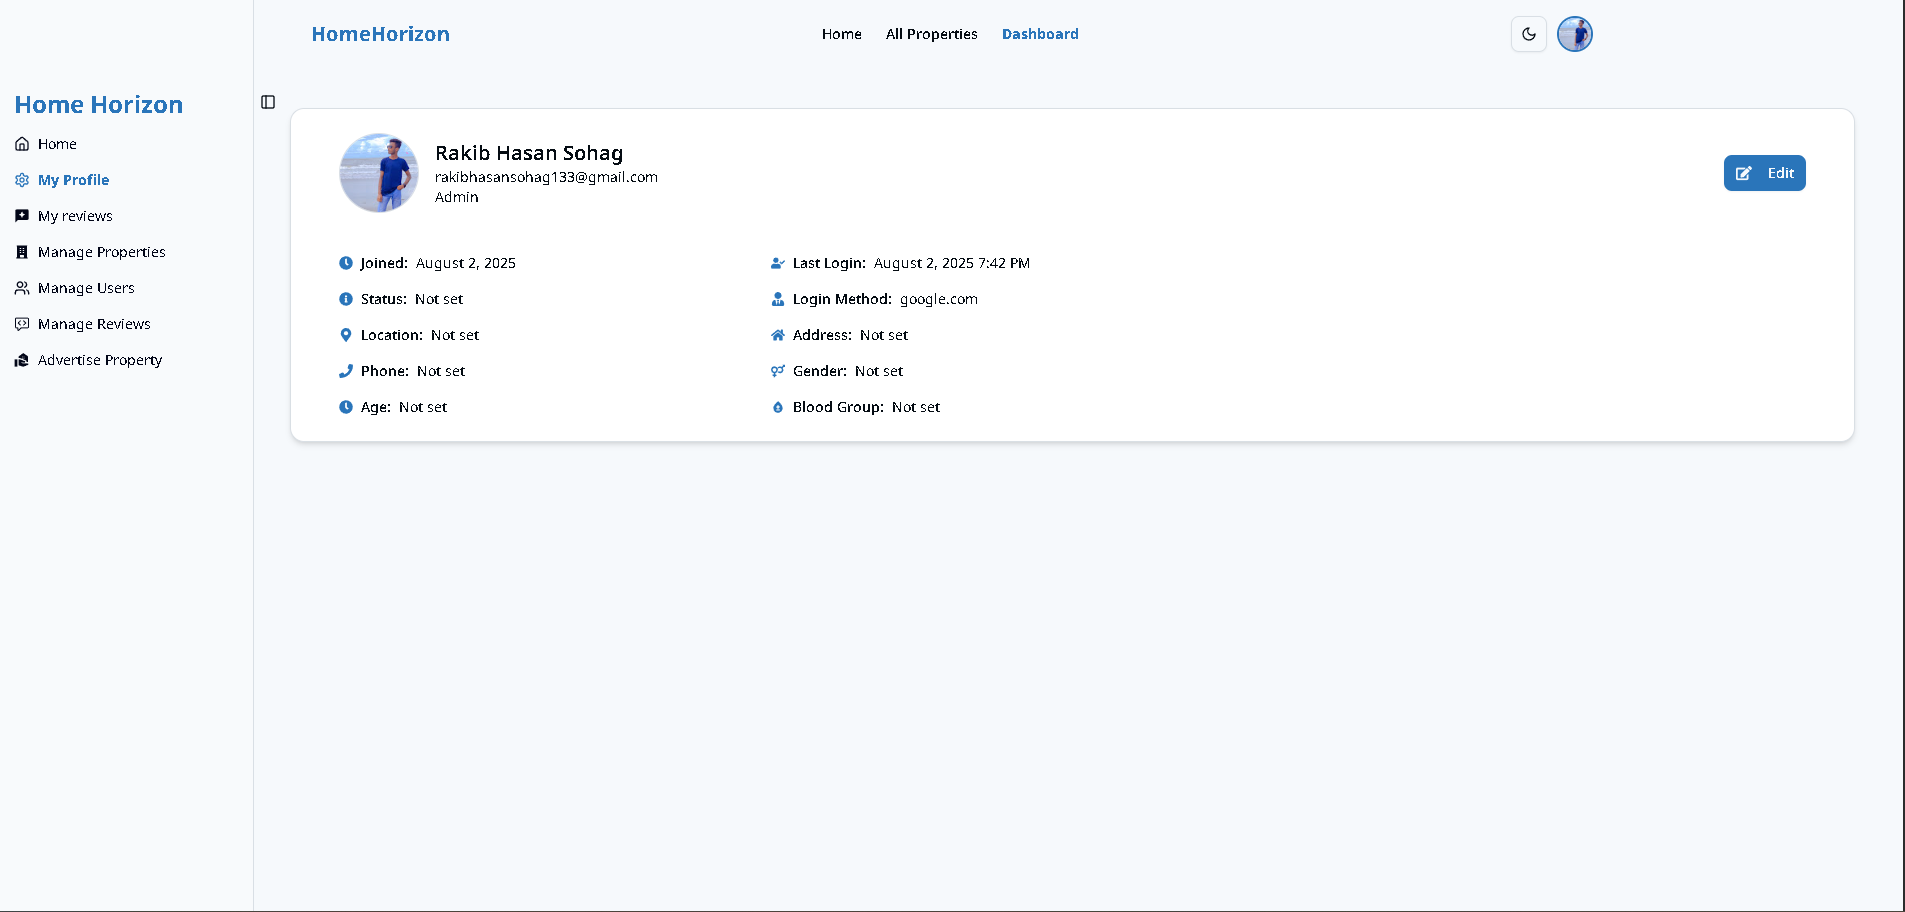 HomeHorizon
Home
All Properties
Dashboard
Home Horizon
Home
My Profile
My reviews
Manage Properties
Manage Users
Manage Reviews
Advertise Property
Rakib Hasan Sohag
rakibhasansohag133@gmail.com
Admin
Edit
Joined: August 2, 2025
Last Login: August 2, 2025 7:42 PM
Status: Not set
Login Method: google.com
Location: Not set
Address: Not set
Phone: Not set
Gender: Not set
Age: Not set
Blood Group: Not set